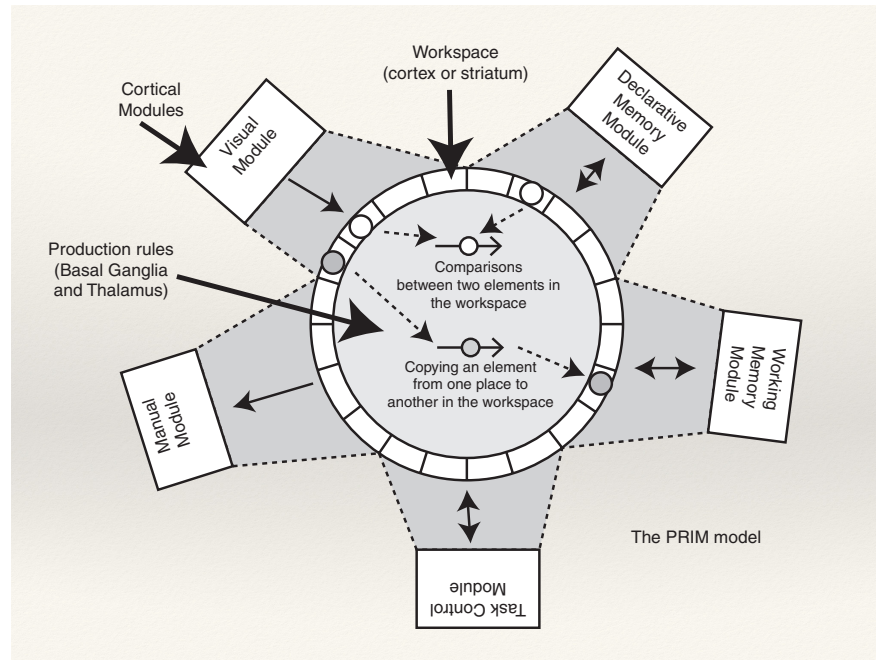 Workspace
(cortex or striatum)
Cortical
Modules
Visual
Module
Declarative
Memory
Module
Production rules
(Basal Ganglia
and Thalamus)
Comparisons
between two elements in
the workspace
Copying an element
from one place to
another in the workspace
Working
Memory
Module
Manual
Module
Task Control
Module
The PRIM model